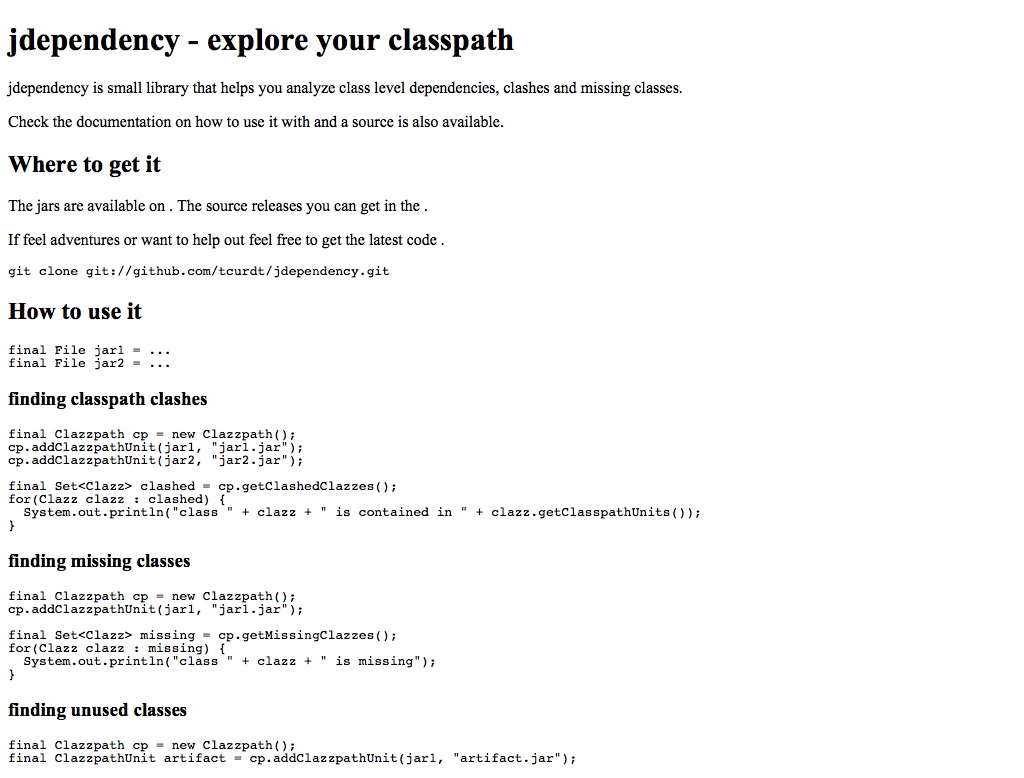 jdependency - explore your classpath
jdependency is small library that helps you analyze class level dependencies, clashes and missing classes.
Check the documentation on how to use it with and a source is also available.
Where to get it
The jars are available on . The source releases you can get in the .
If feel adventures or want to help out feel free to get the latest code .
git clone git://github.com/tcurdt/jdependency.git
How to use it
final File jar1 = ...
final File jar2 = ...
finding classpath clashes
final Clazzpath cp = new Clazzpath();
cp.addClazzpathUnit(jar1, "jar1.jar");
cp.addClazzpathUnit(jar2, "jar2.jar");
final Set<Clazz> clashed = cp.getClashedClazzes();
for(Clazz clazz : clashed) {
  System.out.println("class " + clazz + " is contained in " + clazz.getClasspathUnits());
}
finding missing classes
final Clazzpath cp = new Clazzpath();
cp.addClazzpathUnit(jar1, "jar1.jar");
final Set<Clazz> missing = cp.getMissingClazzes();
for(Clazz clazz : missing) {
  System.out.println("class " + clazz + " is missing");
}
finding unused classes
final Clazzpath cp = new Clazzpath();
final ClazzpathUnit artifact = cp.addClazzpathUnit(jar1, "artifact.jar");